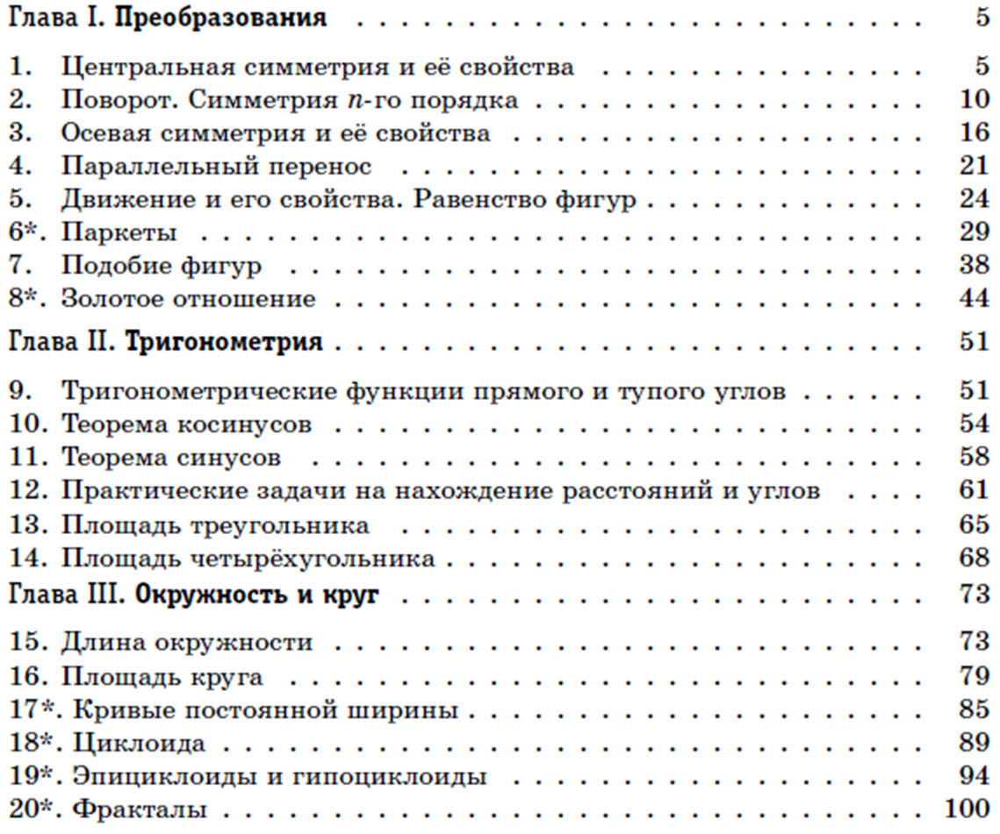 Глава I. Преобразования . . . . . . . . . . . . . . . . . . . . . . . . . . 5
1. Центральная симметрия и её свойства . . . . . . . . . . . . . . . 5
2. Поворот. Симметрия n-го порядка . . . . . . . . . . . . . . . . . . 10
3. Осевая симметрия и её свойства . . . . . . . . . . . . . . . . . . . 16
4. Параллельный перенос . . . . . . . . . . . . . . . . . . . . . . . . 21
5. Движение и его свойства. Равенство фигур . . . . . . . . . . . . . 24
6*. Паркеты . . . . . . . . . . . . . . . . . . . . . . . . . . . . . . . . . 29
7. Подобие фигур . . . . . . . . . . . . . . . . . . . . . . . . . . . . . 38
8*. Золотое отношение . . . . . . . . . . . . . . . . . . . . . . . . . . . 44
Глава II. Тригонометрия . . . . . . . . . . . . . . . . . . . . . . . . . . . 51
9. Тригонометрические функции прямого и тупого углов . . . . . . 51
10. Теорема косинусов . . . . . . . . . . . . . . . . . . . . . . . . . . . 54
11. Теорема синусов . . . . . . . . . . . . . . . . . . . . . . . . . . . . 58
12. Практические задачи на нахождение расстояний и углов . . . . 61
13. Площадь треугольника . . . . . . . . . . . . . . . . . . . . . . . . 65
14. Площадь четырёхугольника . . . . . . . . . . . . . . . . . . . . . . 68
Глава III. Окружность и круг . . . . . . . . . . . . . . . . . . . . . . . . 73
15. Длина окружности . . . . . . . . . . . . . . . . . . . . . . . . . . . 73
16. Площадь круга . . . . . . . . . . . . . . . . . . . . . . . . . . . . . 79
17*. Кривые постоянной ширины . . . . . . . . . . . . . . . . . . . . . 85
18*. Циклоида . . . . . . . . . . . . . . . . . . . . . . . . . . . . . . . . 89
19*. Эпициклоиды и гипоциклоиды . . . . . . . . . . . . . . . . . . . 94
20*. Фракталы . . . . . . . . . . . . . . . . . . . . . . . . . . . . . . . . 100